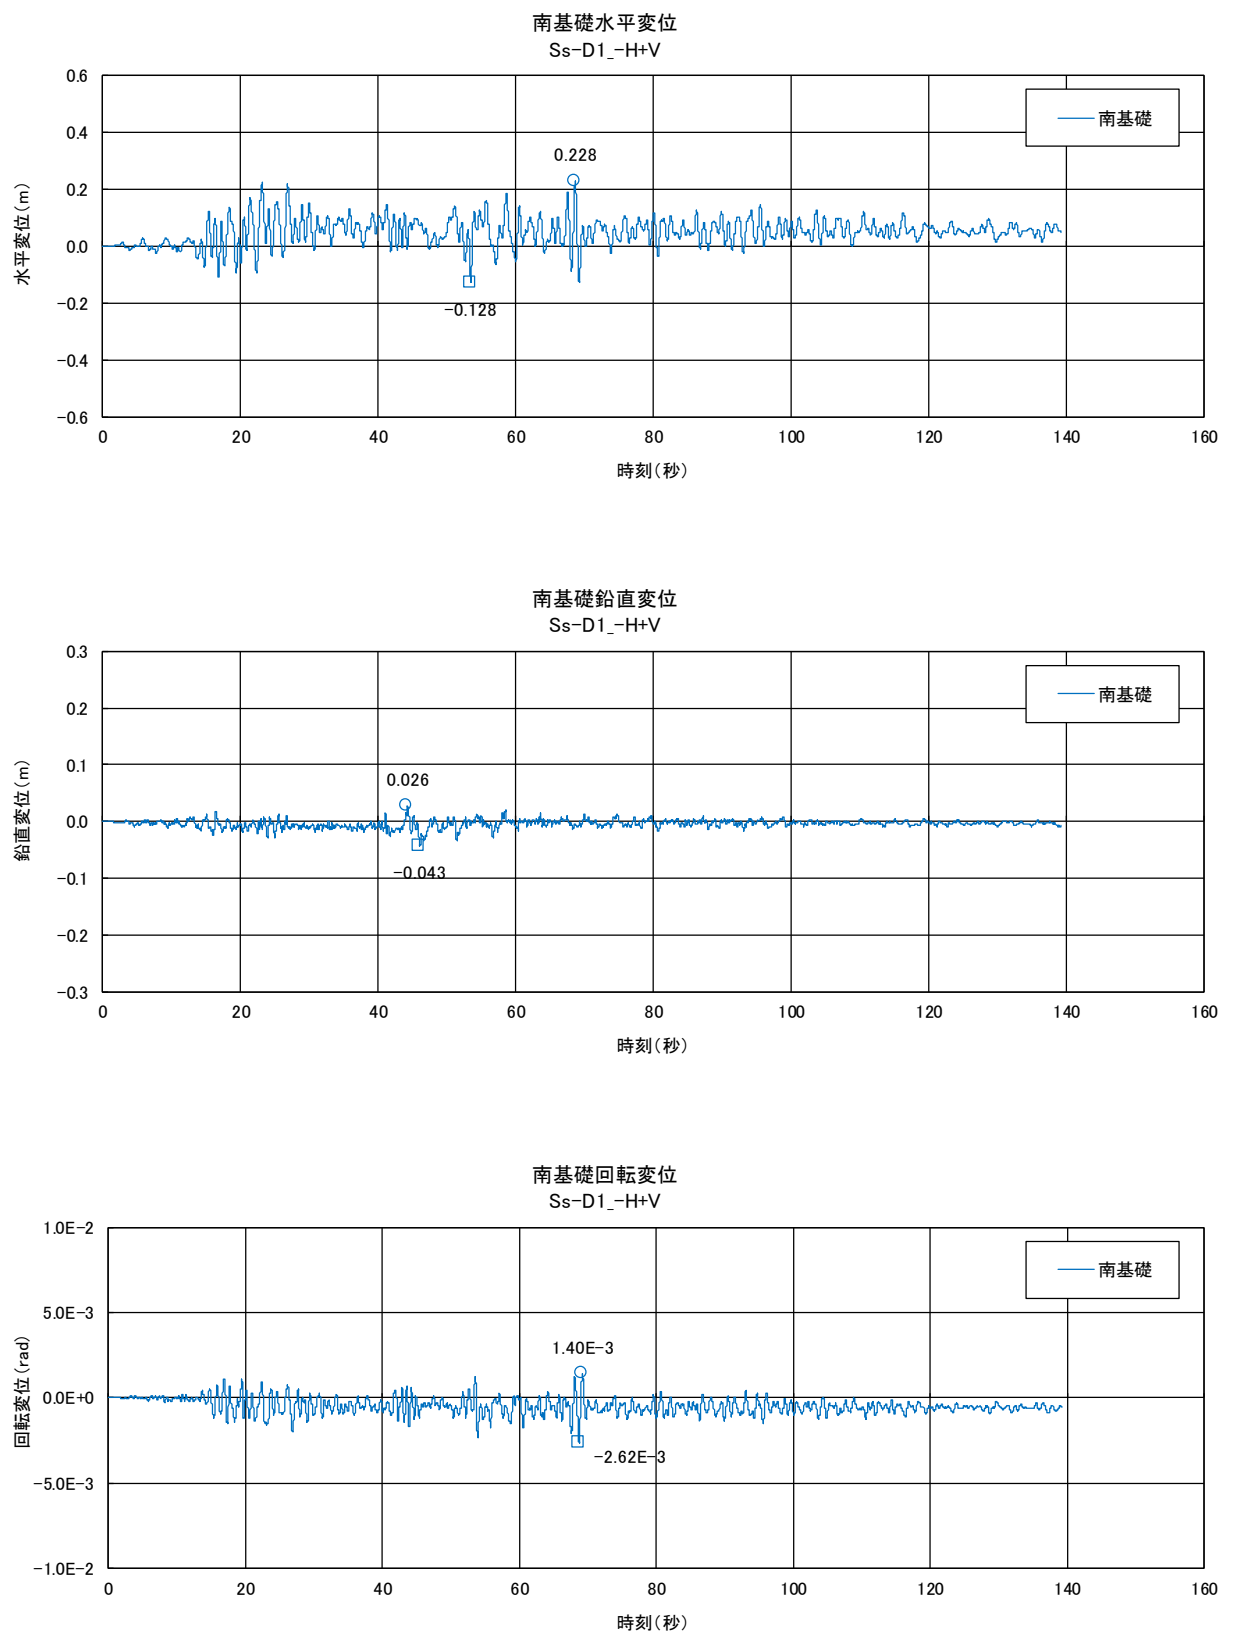 南基礎水平変位
Ss-D1_-H+V
0.6
0.4
0.2
0.0
-0.2
-0.4
-0.6
水平変位(m)
南基礎
0.228
-0.128
0 20 40 60 80 100 120 140 160
時刻(秒)
南基礎鉛直変位
Ss-D1_-H+V
0.3
0.2
0.1
0.0
-0.1
-0.2
-0.3
鉛直変位(m)
南基礎
0.026
-0.043
0 20 40 60 80 100 120 140 160
時刻(秒)
南基礎回転変位
Ss-D1_-H+V
1.0E-2
5.0E-3
0.0E+0
-5.0E-3
-1.0E-2
回転変位(rad)
南基礎
1.40E-3
-2.62E-3
0 20 40 60 80 100 120 140 160
時刻(秒)